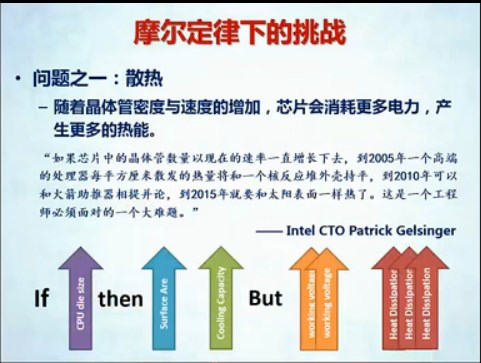 摩尔定律下的挑战
• 问题之一：散热
– 随着晶体管密度与速度的增加，芯片会消耗更多电力，产
生更多的热能。
“如果芯片中的晶体管数量以现在的速率一直增长下去，到2005年一个高端
的处理器每平方厘米散发的热量将和一个核反应堆外壳持平，到2010年可以
和火箭助推器相提并论，到2015年就要和太阳表面一样热了。这是一个工程
师必须面对的一个大难题。”
—— Intel CTO Patrick Gelsinger
If
CPU die size
then
Surface Are
Cooling Capacity
But
working voltage
working voltage
Heat Dissipation
Heat Dissipation
Heat Dissipation